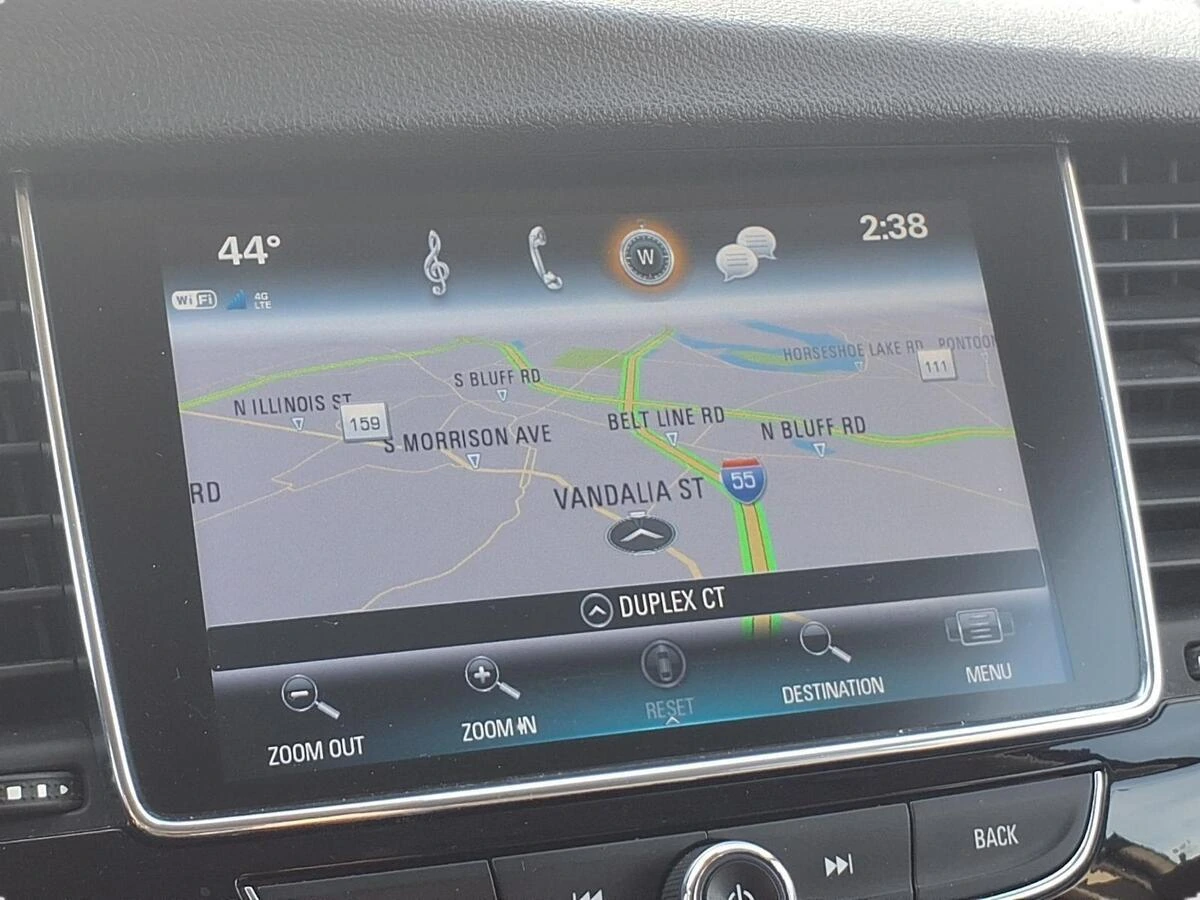 44°
W
2:38
WiFi
4G
LTE
HORSESHOE LAKE RD
PONTOON
111
S BLUFF RD
N ILLINOIS ST
159
S MORRISON AVE
BELT LINE RD
N BLUFF RD
RD
VANDALIA ST
55
DUPLEX CT
ZOOM OUT
ZOOM IN
RESET
DESTINATION
MENU
BACK